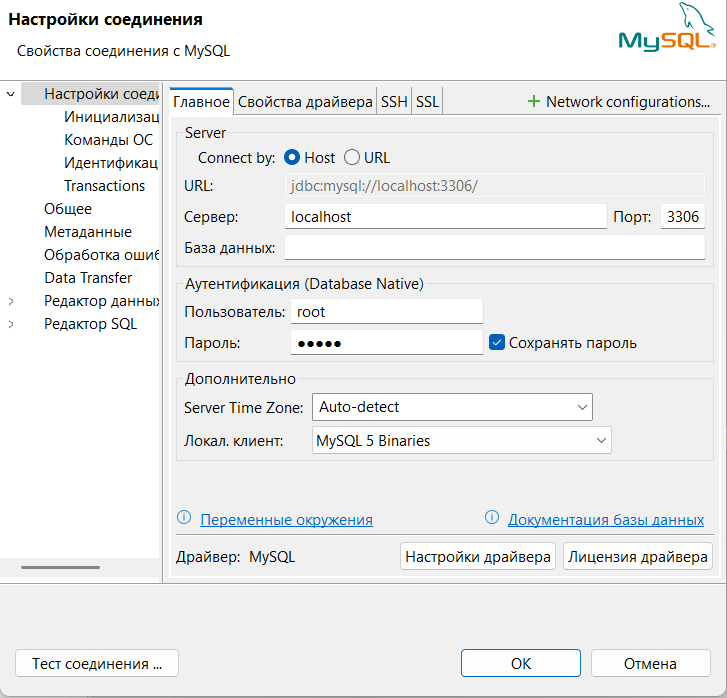 Настройки соединения
Свойства соединения с MySQL
MySQL®
Настройки соеди
Инициализац
Команды ОС
Идентификац
Transactions
Общее
Метаданные
Обработка ошиб
Data Transfer
Редактор данны
Редактор SQL
Главное Свойства драйвера SSH SSL + Network configurations...
Server
Connect by: Host URL
URL: jdbc:mysql://localhost:3306/
Сервер: localhost Порт: 3306
База данных:
Аутентификация (Database Native)
Пользователь: root
Пароль: ●●●●● Сохранять пароль
Дополнительно
Server Time Zone: Auto-detect
Локал. клиент: MySQL 5 Binaries
Переменные окружения Документация базы данных
Драйвер: MySQL Настройки драйвера Лицензия драйвера
Тест соединения ... ОК Отмена